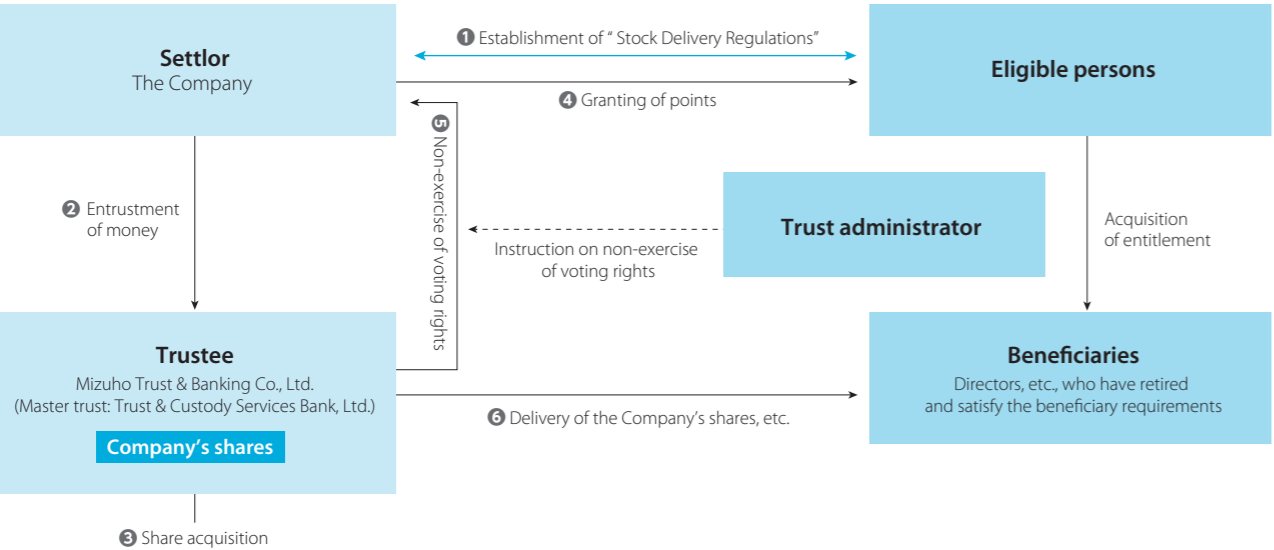 Settlor
The Company
❶ Establishment of “ Stock Delivery Regulations”
❹ Granting of points
Eligible persons
❺ Non-exercise of voting rights
❷ Entrustment
of money
Instruction on non-exercise
of voting rights
Trust administrator
Acquisition
of entitlement
Trustee
Mizuho Trust & Banking Co., Ltd.
(Master trust: Trust & Custody Services Bank, Ltd.)
Company’s shares
❻ Delivery of the Company’s shares, etc.
Beneficiaries
Directors, etc., who have retired
and satisfy the beneficiary requirements
❸ Share acquisition